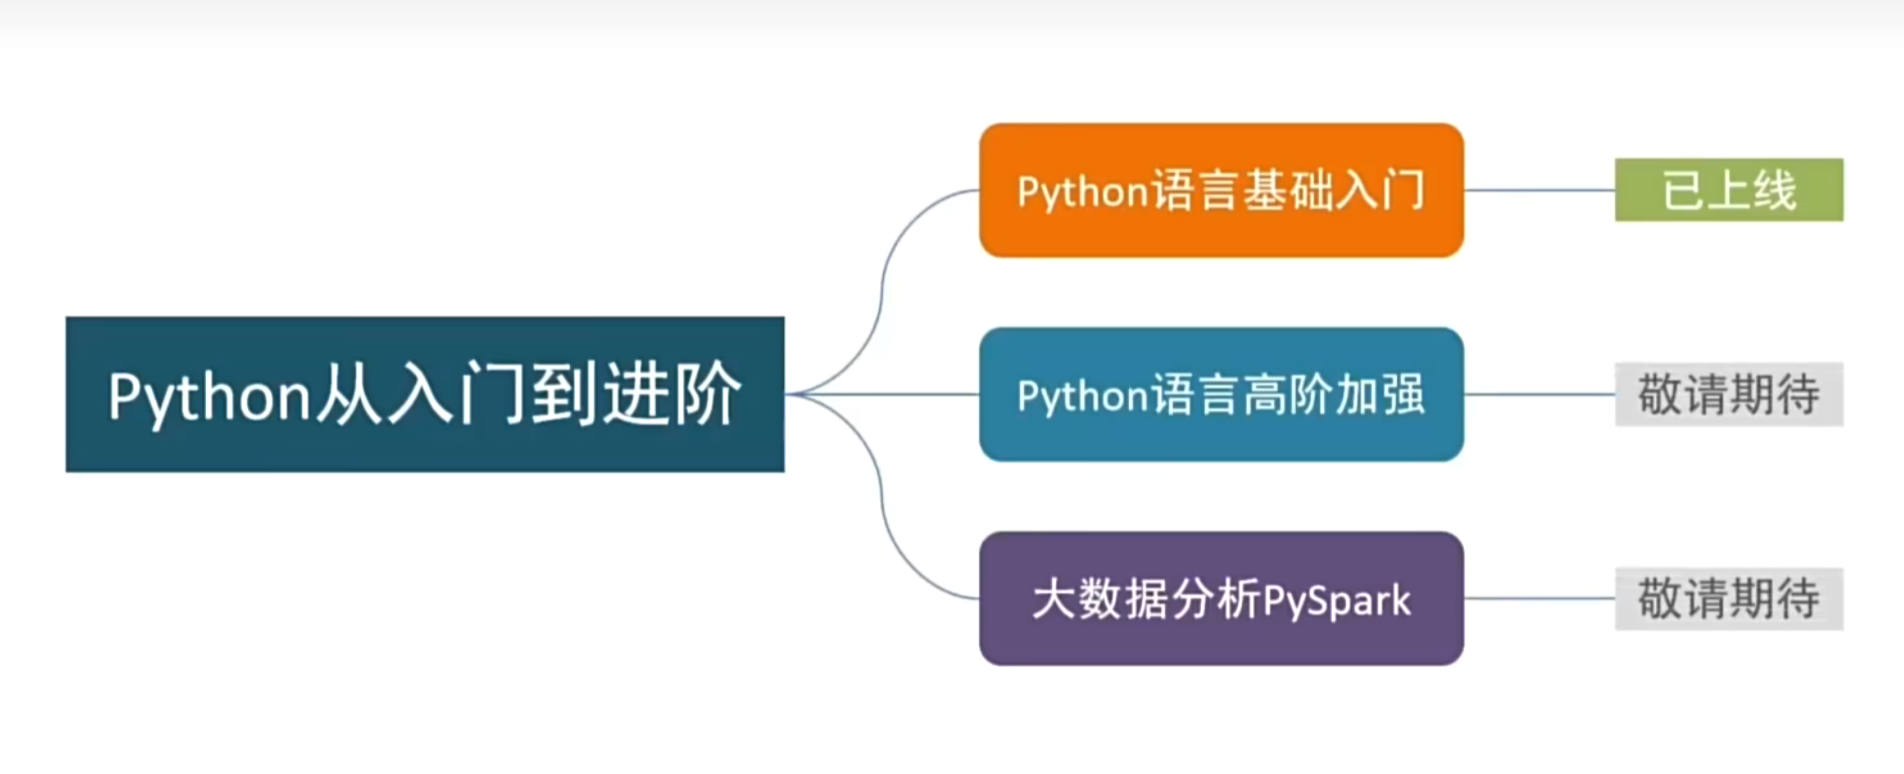 Python从入门到进阶
Python语言基础入门
已上线
Python语言高阶加强
敬请期待
大数据分析PySpark
敬请期待